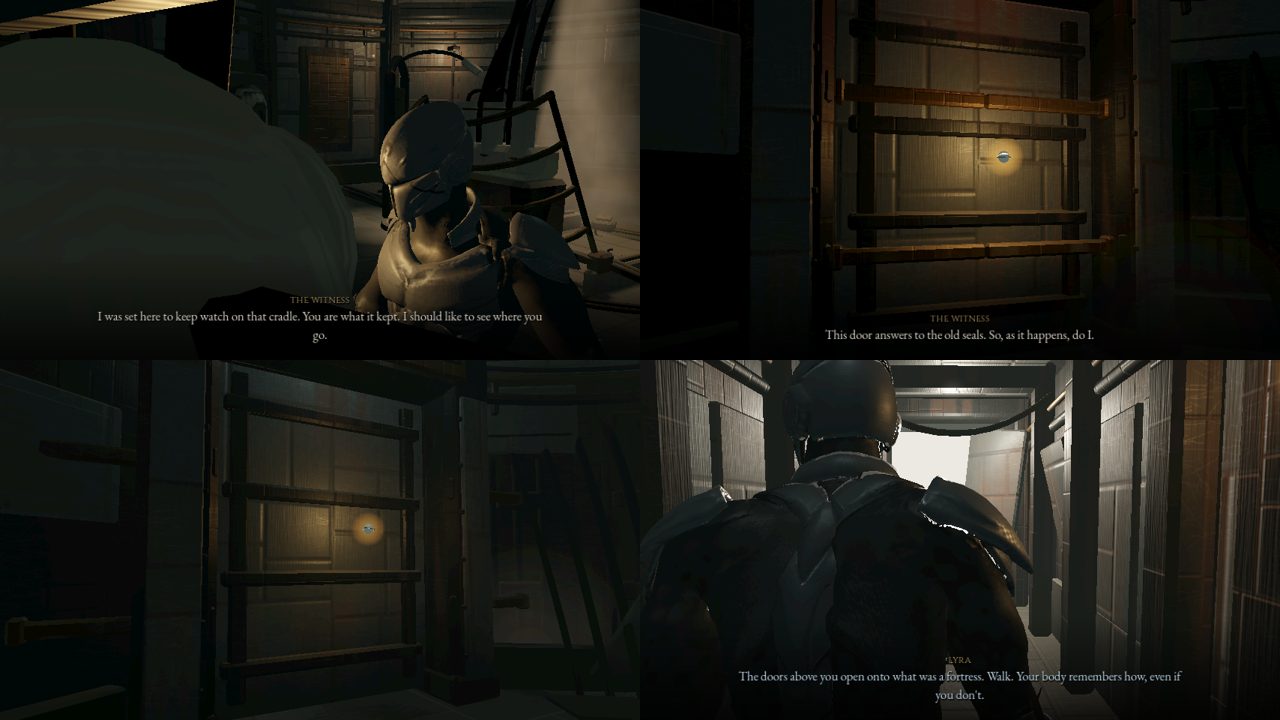 THE WITNESS
I was set here to keep watch on that cradle. You are what it kept. I should like to see where you
go.
THE WITNESS
This door answers to the old seals. So, as it happens, do I.
LYRA
The doors above you open onto what was a fortress. Walk. Your body remembers how, even if
you don't.